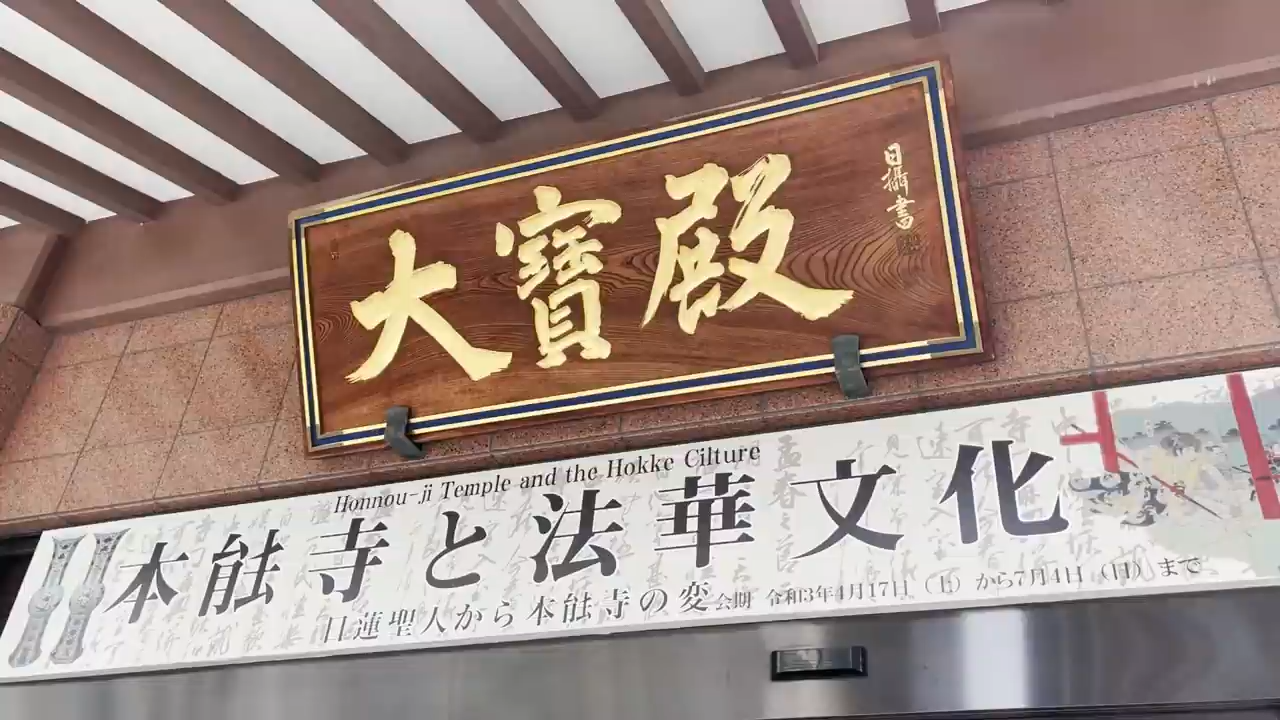 大寳殿
日攝書
Honnou-ji Temple and the Hokke Cilture
本能寺と法華文化
日蓮聖人から本能寺の変
会期 令和3年4月17日（土）から7月4日（日）まで